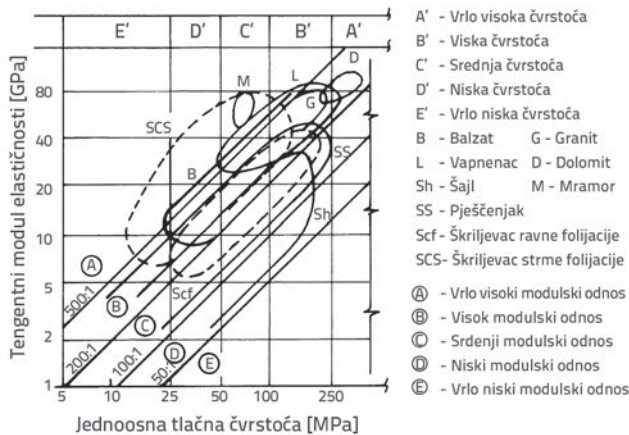 E' D' C' B' A'
Tengentni modul elastičnosti [GPa]
80
40
20
10
5
2
1
5 10 25 50 100 250
Jednoosna tlačna čvrstoća [MPa]
D
L
M
G
SCS
SS
B
Sh
Scf
A
B
C
D
E
500:1
200:1
100:1
50:1
A' - Vrlo visoka čvrstoća
B' - Viska čvrstoća
C' - Srednja čvrstoća
D' - Niska čvrstoća
E' - Vrlo niska čvrstoća
B - Balzat G - Granit
L - Vapnenac D - Dolomit
Sh - Šajl M - Mramor
SS - Pješčenjak
Scf - Škriljevac ravne folijacije
SCS- Škriljevac strme folijacije
Ⓐ - Vrlo visoki modulski odnos
Ⓑ - Visok modulski odnos
Ⓒ - Srdenji modulski odnos
Ⓓ - Niski modulski odnos
Ⓔ - Vrlo niski modulski odnos